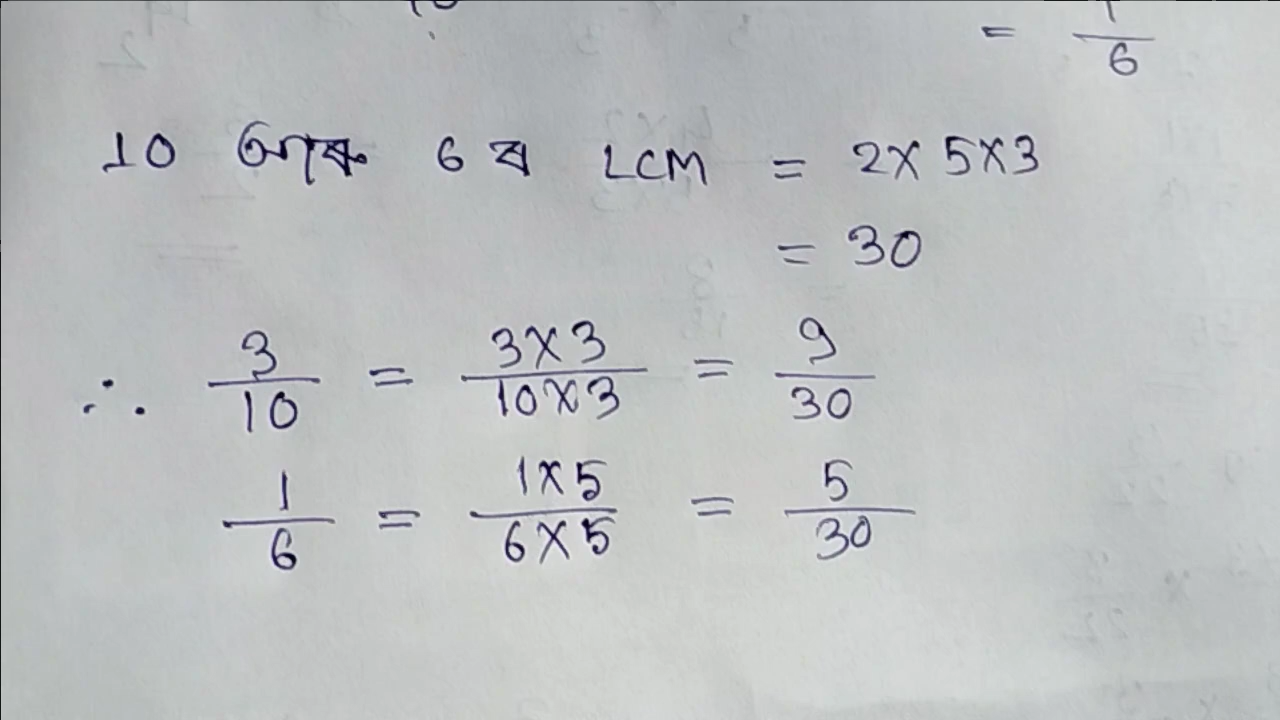 = 1/6
10 আৰু 6 ৰ LCM = 2×5×3
= 30
∴ 3/10 = 3×3/10×3 = 9/30
1/6 = 1×5/6×5 = 5/30